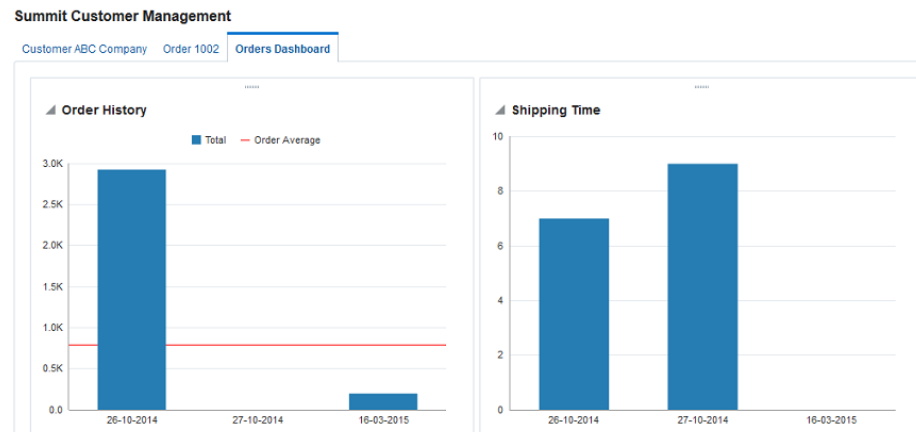 Summit Customer Management
Customer ABC Company Order 1002 Orders Dashboard
Order History
Total Order Average
3.0K
2.5K
2.0K
1.5K
1.0K
0.5K
0.0
26-10-2014 27-10-2014 16-03-2015
Shipping Time
10
8
6
4
2
0
26-10-2014 27-10-2014 16-03-2015